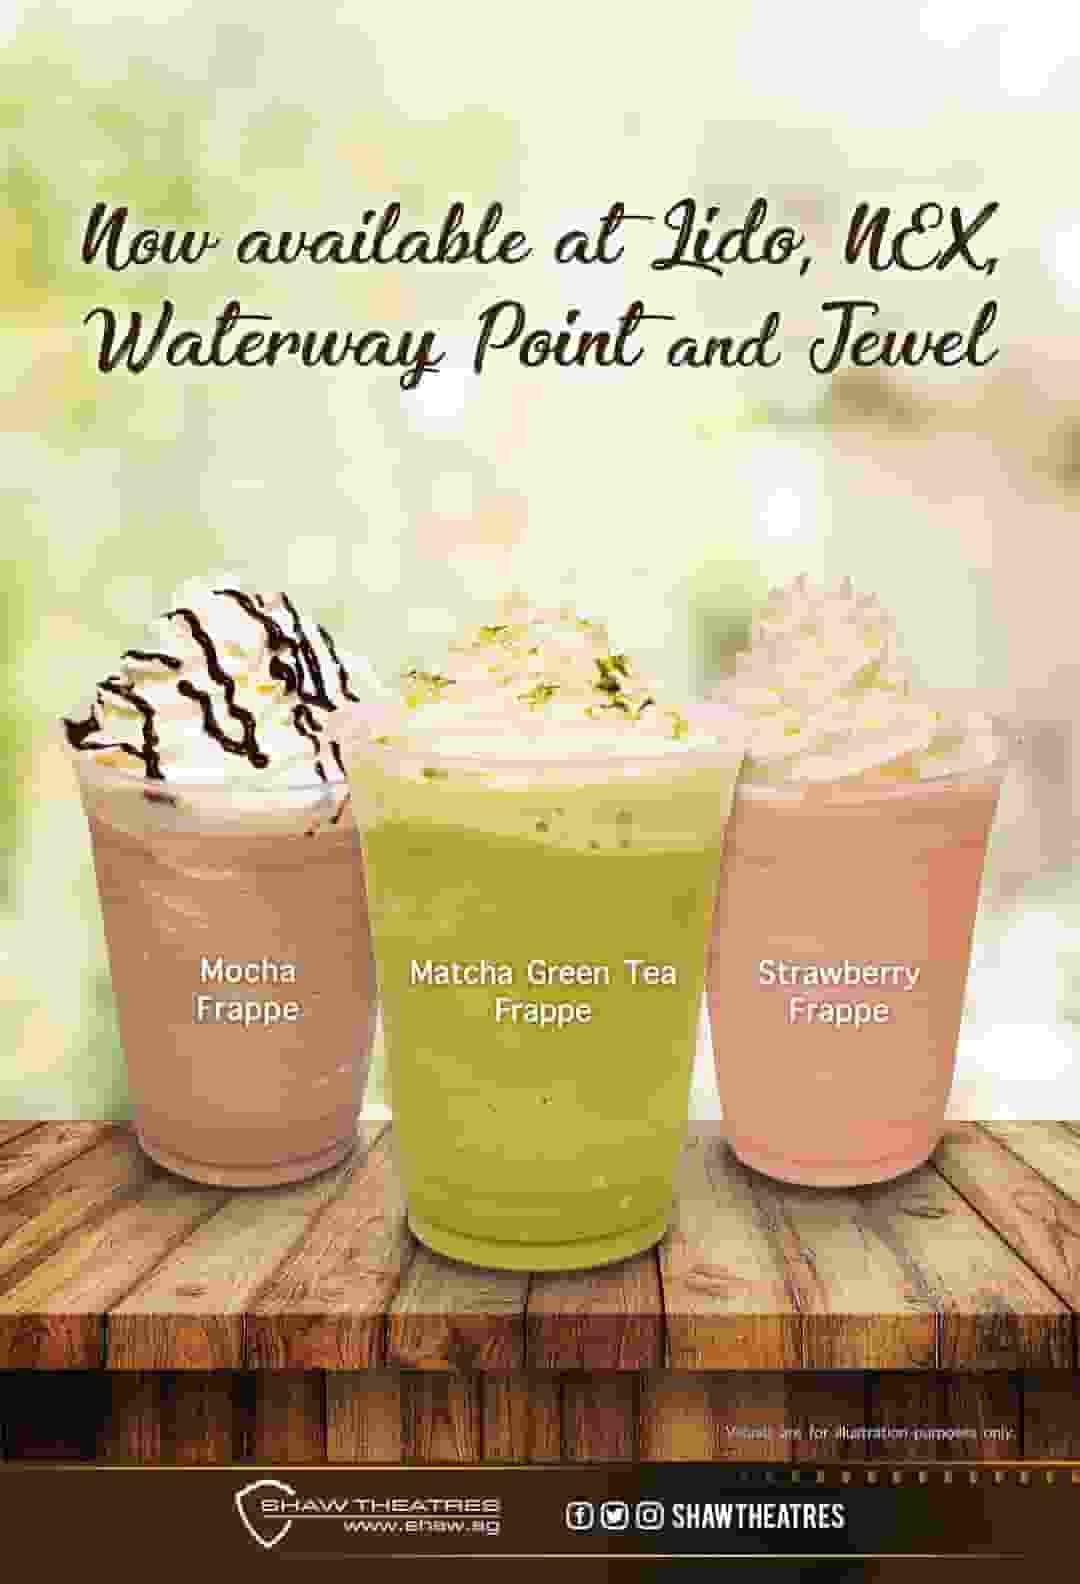 Now available at Lido, NEX,
Waterway Point and Jewel
Mocha
Frappe
Matcha Green Tea
Frappe
Strawberry
Frappe
Visuals are for illustration purposes only.
SHAW THEATRES
www.shaw.sg
SHAWTHEATRES